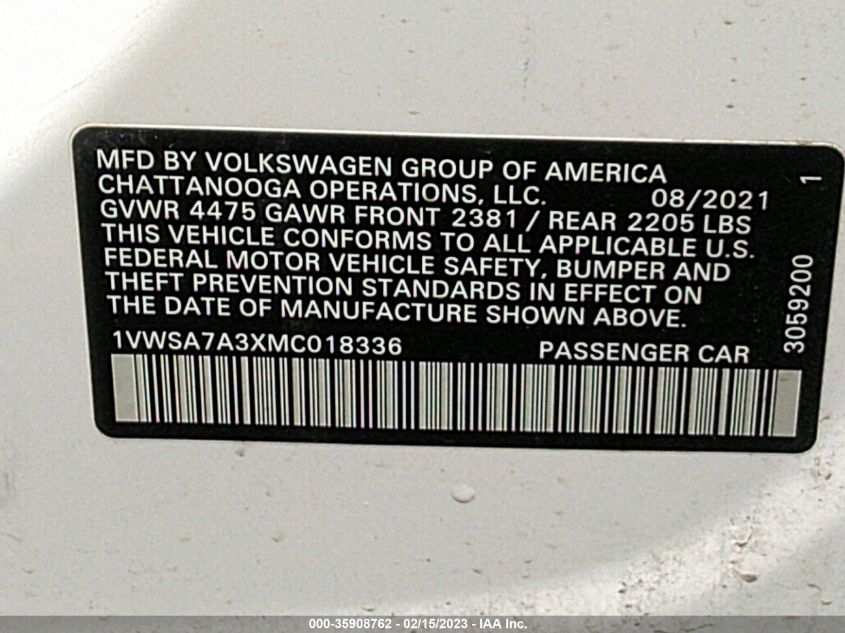 MFD BY VOLKSWAGEN GROUP OF AMERICA
CHATTANOOGA OPERATIONS, LLC. 08/2021
GVWR 4475 GAWR FRONT 2381 / REAR 2205 LBS
THIS VEHICLE CONFORMS TO ALL APPLICABLE U.S.
FEDERAL MOTOR VEHICLE SAFETY, BUMPER AND
THEFT PREVENTION STANDARDS IN EFFECT ON
THE DATE OF MANUFACTURE SHOWN ABOVE.
1VWSA7A3XMC018336 PASSENGER CAR
3059200 1
000-35908762 - 02/15/2023 - IAA Inc.